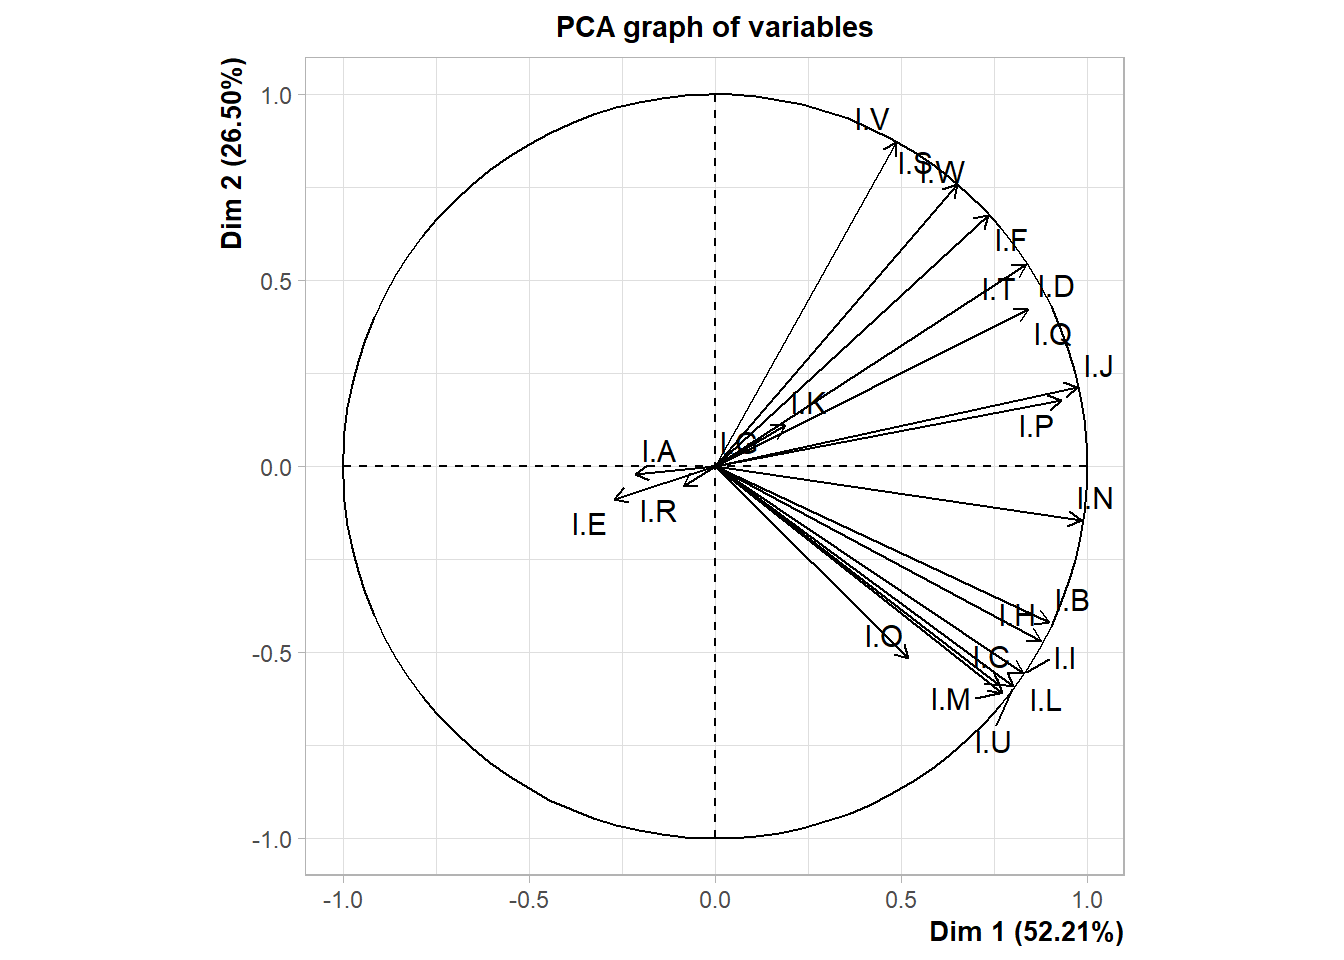 PCA graph of variables
Dim 2 (26.50%)
1.0
0.5
0.0
-0.5
-1.0
I.V
I.S
I.W
I.F
I.T
I.D
I.Q
I.J
I.K
I.P
I.A
I.N
I.R
I.E
I.B
I.H
I.O
I.C
I.I
I.M
I.L
I.U
-1.0
-0.5
0.0
0.5
1.0
Dim 1 (52.21%)